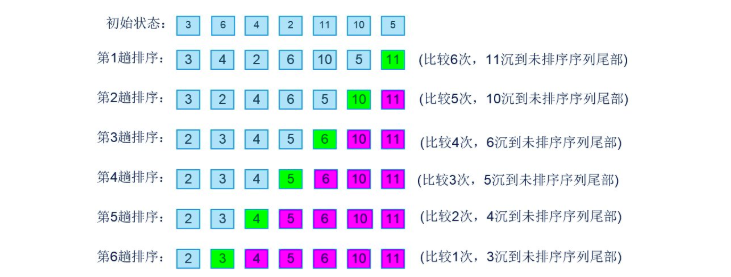 初始状态： 3 6 4 2 11 10 5
第1趟排序： 3 4 2 6 10 5 11 (比较6次，11沉到未排序序列尾部)
第2趟排序： 3 2 4 6 5 10 11 (比较5次，10沉到未排序序列尾部)
第3趟排序： 2 3 4 5 6 10 11 (比较4次，6沉到未排序序列尾部)
第4趟排序： 2 3 4 5 6 10 11 (比较3次，5沉到未排序序列尾部)
第5趟排序： 2 3 4 5 6 10 11 (比较2次，4沉到未排序序列尾部)
第6趟排序： 2 3 4 5 6 10 11 (比较1次，3沉到未排序序列尾部)